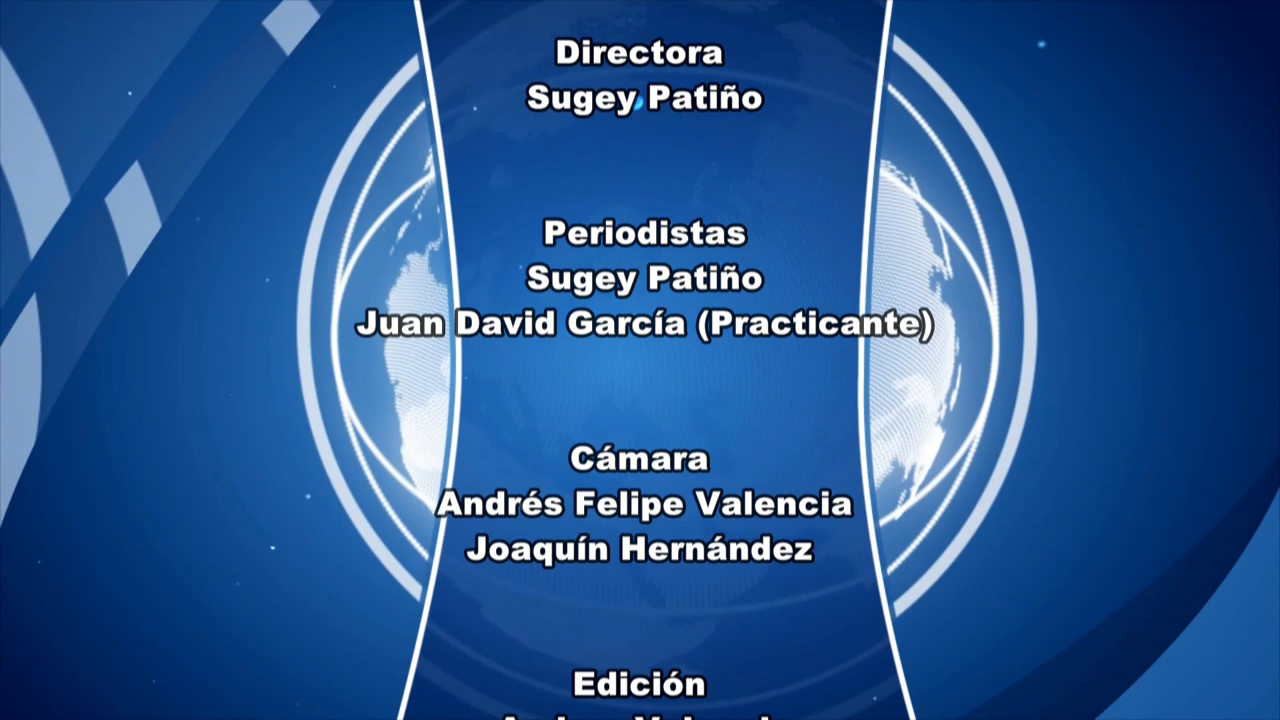 Directora
Sugey Patiño
Periodistas
Sugey Patiño
Juan David García (Practicante)
Cámara
Andrés Felipe Valencia
Joaquín Hernández
Edición